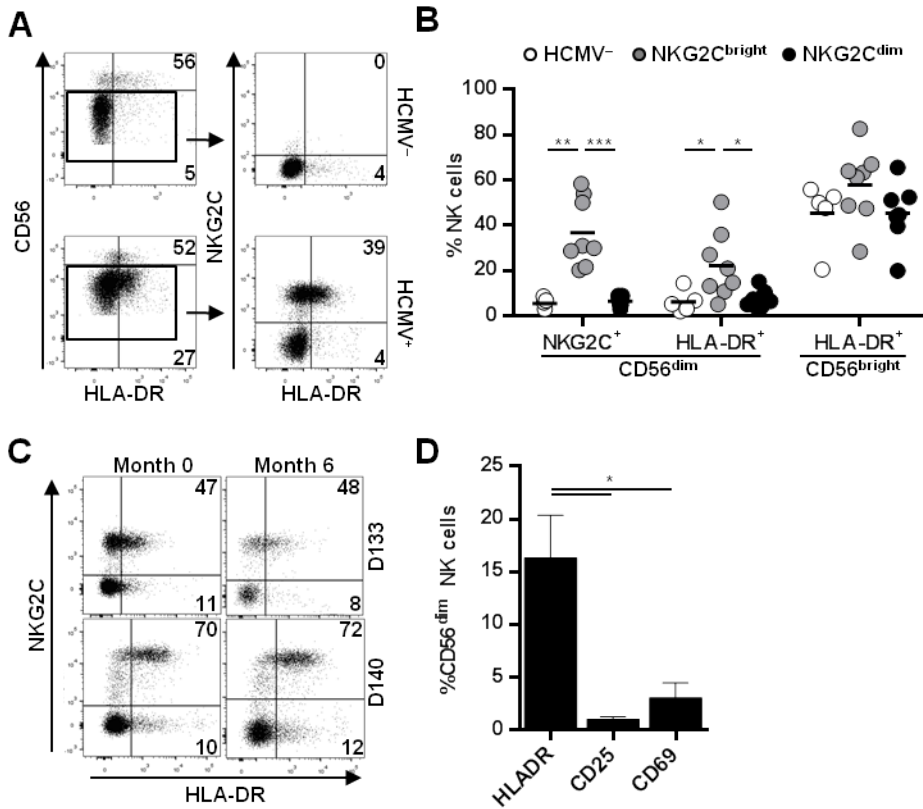 A
CD56
56
5
NKG2C
0
4
HCMV⁻
52
27
39
4
HCMV⁺
HLA-DR
HLA-DR
B
HCMV⁻ NKG2Cbright NKG2Cdim
% NK cells
100
80
60
40
20
0
** *** * *
NKG2C⁺ HLA-DR⁺ HLA-DR⁺
CD56dim CD56bright
C
Month 0 Month 6
NKG2C
47 48
11 8
D133
70 72
10 12
D140
HLA-DR
D
%CD56dim NK cells
25
20
15
10
5
0
*
HLADR CD25 CD69